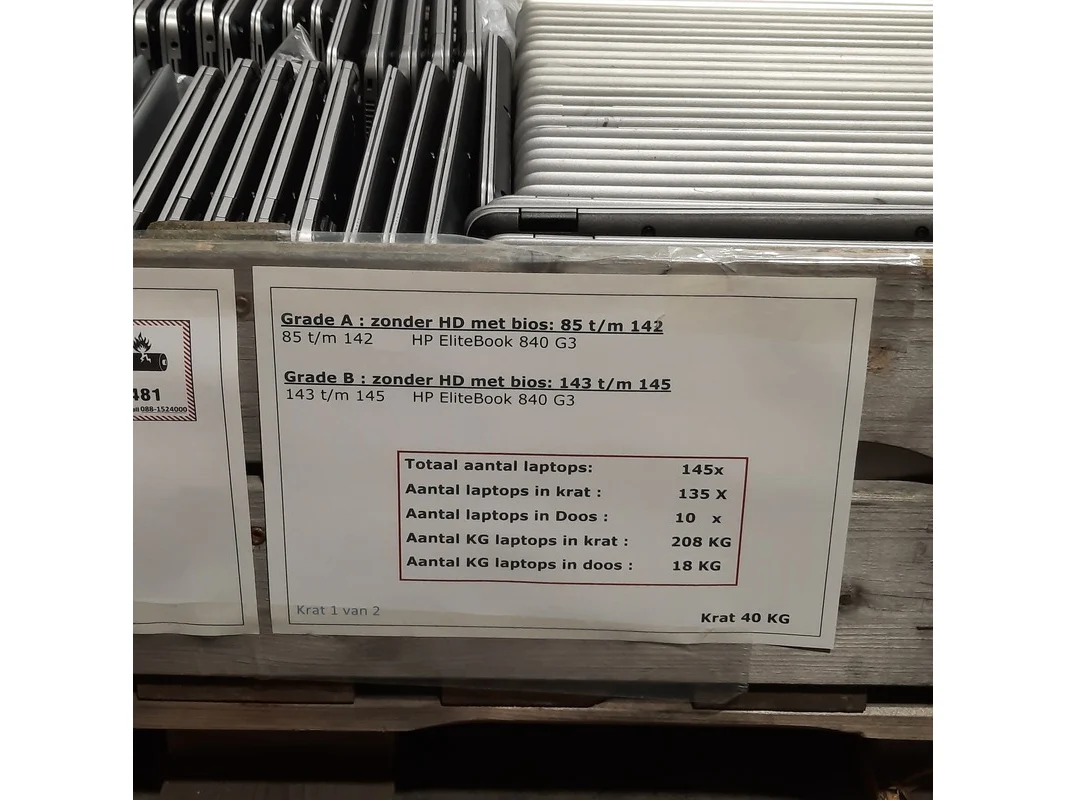 481
088-1524000
Grade A : zonder HD met bios: 85 t/m 142
85 t/m 142 HP EliteBook 840 G3
Grade B : zonder HD met bios: 143 t/m 145
143 t/m 145 HP EliteBook 840 G3
Totaal aantal laptops: 145x
Aantal laptops in krat : 135 X
Aantal laptops in Doos : 10 x
Aantal KG laptops in krat : 208 KG
Aantal KG laptops in doos : 18 KG
Krat 1 van 2
Krat 40 KG